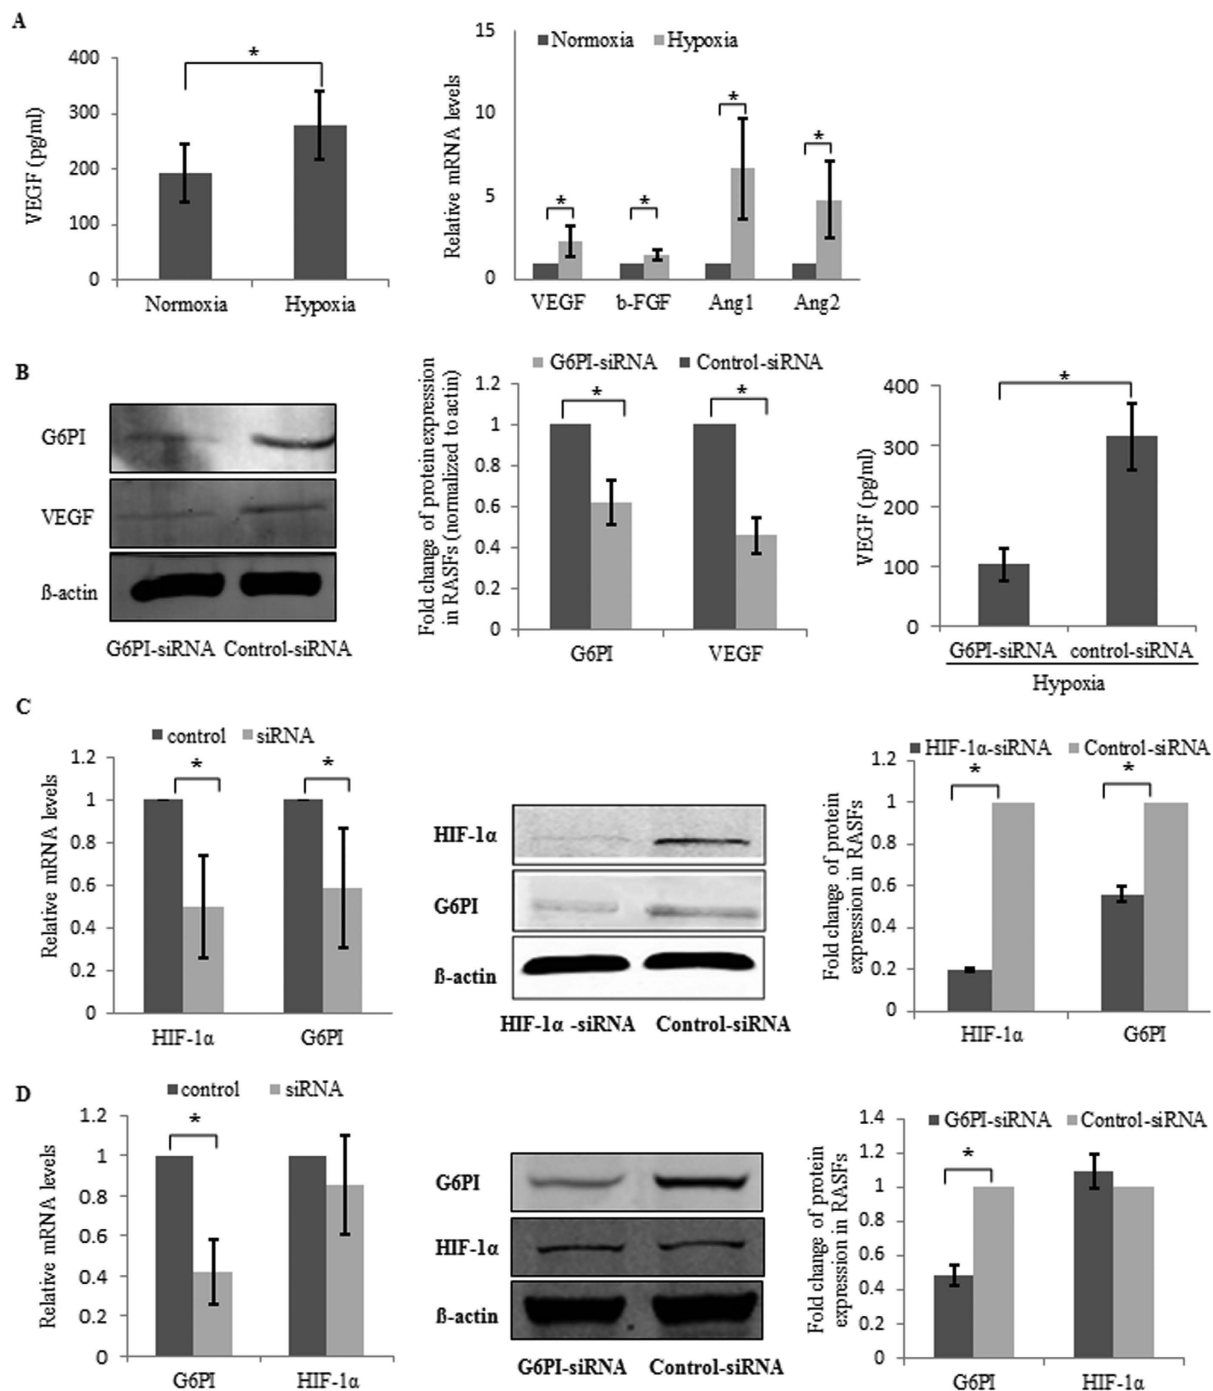 A
VEGF (pg/ml)
400
300
200
100
0
*
Normoxia Hypoxia
Relative mRNA levels
15
10
5
0
Normoxia Hypoxia
* * * *
VEGF b-FGF Ang1 Ang2
B
G6PI
VEGF
ß-actin
G6PI-siRNA Control-siRNA
Fold change of protein expression
in RASFs (normalized to actin)
G6PI-siRNA Control-siRNA
1.2
1
0.8
0.6
0.4
0.2
0
* *
G6PI VEGF
VEGF (pg/ml)
400
300
200
100
0
*
G6PI-siRNA control-siRNA
Hypoxia
C
control siRNA
Relative mRNA levels
1.2
1
0.8
0.6
0.4
0.2
0
* *
HIF-1α G6PI
HIF-1α
G6PI
ß-actin
HIF-1α -siRNA Control-siRNA
Fold change of protein
expression in RASFs
HIF-1α-siRNA Control-siRNA
1.2
1
0.8
0.6
0.4
0.2
0
* *
HIF-1α G6PI
D
control siRNA
Relative mRNA levels
1.2
1
0.8
0.6
0.4
0.2
0
*
G6PI HIF-1α
G6PI
HIF-1α
ß-actin
G6PI-siRNA Control-siRNA
Fold change of protein
expression in RASFs
G6PI-siRNA Control-siRNA
1.4
1.2
1
0.8
0.6
0.4
0.2
0
*
G6PI HIF-1α